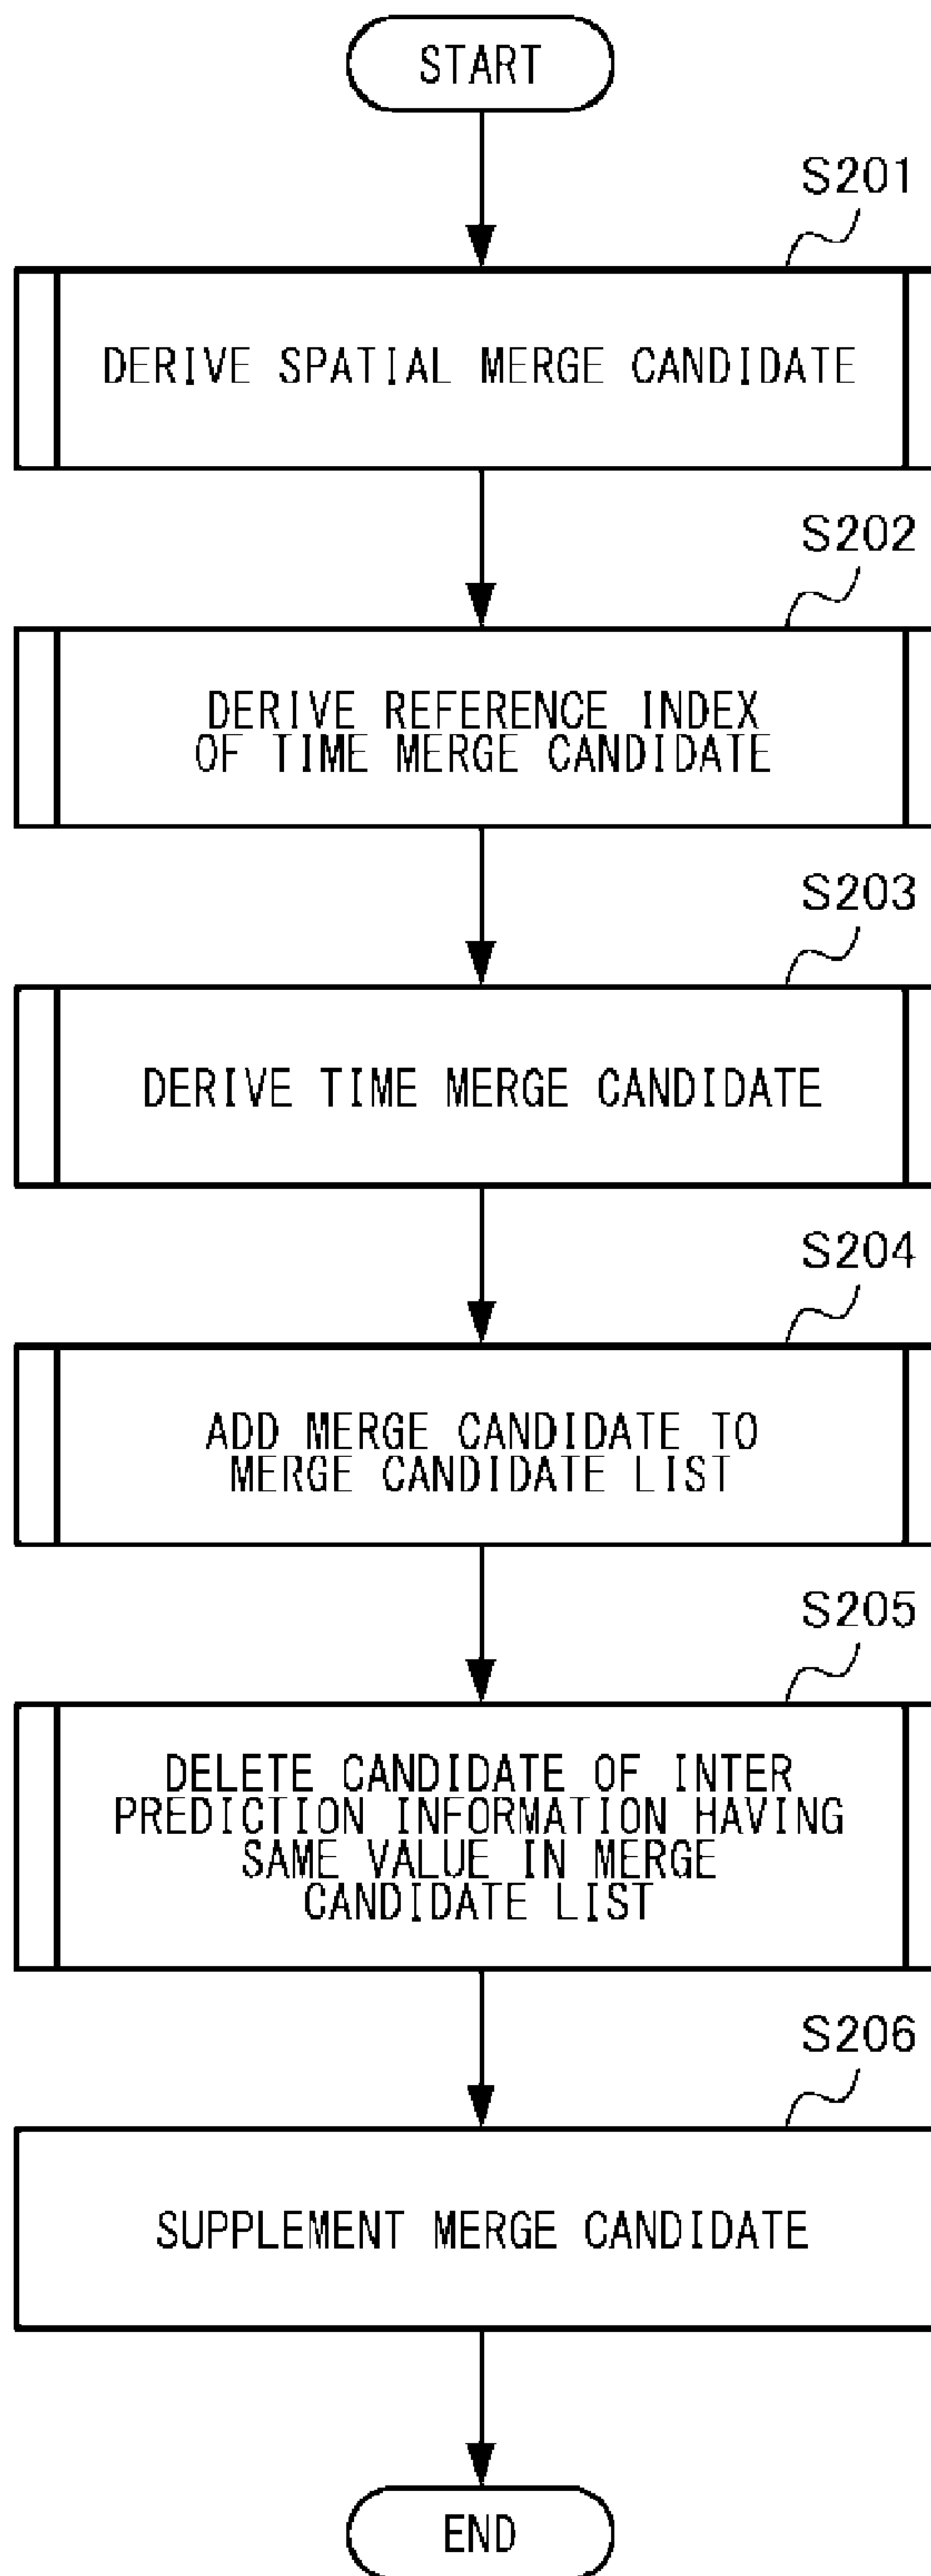 START
S201
DERIVE SPATIAL MERGE CANDIDATE
S202
DERIVE REFERENCE INDEX
OF TIME MERGE CANDIDATE
S203
DERIVE TIME MERGE CANDIDATE
S204
ADD MERGE CANDIDATE TO
MERGE CANDIDATE LIST
S205
DELETE CANDIDATE OF INTER
PREDICTION INFORMATION HAVING
SAME VALUE IN MERGE
CANDIDATE LIST
S206
SUPPLEMENT MERGE CANDIDATE
END